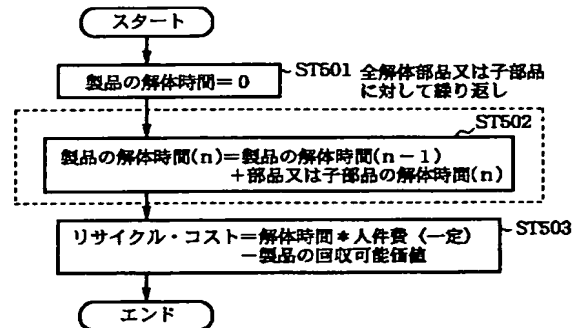 スタート
製品の解体時間=0
ST501
全解体部品又は子部品
に対して繰り返し
ST502
製品の解体時間(n)=製品の解体時間(n-1)
+部品又は子部品の解体時間(n)
リサイクル・コスト=解体時間*人件費〈一定〉
-製品の回収可能価値
ST503
エンド